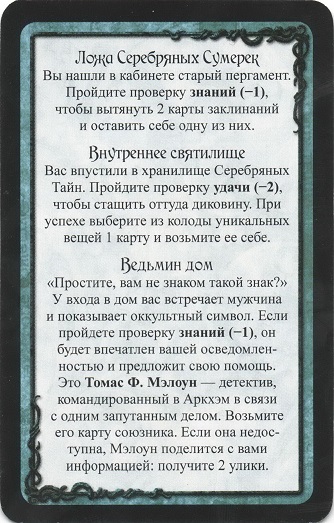 Ложа Серебряных Сумерек
Вы нашли в кабинете старый пергамент.
Пройдите проверку знаний (−1),
чтобы вытянуть 2 карты заклинаний
и оставить себе одну из них.
Внутреннее святилище
Вас впустили в хранилище Серебряных
Тайн. Пройдите проверку удачи (−2),
чтобы стащить оттуда диковину. При
успехе выберите из колоды уникальных
вещей 1 карту и возьмите ее себе.
Ведьмин дом
«Простите, вам не знаком такой знак?»
У входа в дом вас встречает мужчина
и показывает оккультный символ. Если
пройдете проверку знаний (−1), он
будет впечатлен вашей осведомлен-
ностью и предложит свою помощь.
Это Томас Ф. Мэлоун — детектив,
командированный в Аркхэм в связи
с одним запутанным делом. Возьмите
его карту союзника. Если она недос-
тупна, Мэлоун поделится с вами
информацией: получите 2 улики.